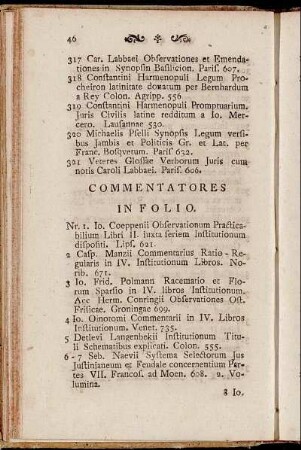 46
317 Car. Labbaei Observationes et Emenda-
tiones in Synopsin Basilicion. Paris. 607.
318 Constantini Harmenopuli Legum Pro-
cheiron latinitate donatum per Bernhardum
a Rey Colon. Agripp. 556
319 Constantini Harmenopuli Promptuarium,
Juris Civilis latine redditum a Io. Mer-
cero. Lausannae 530.
320 Michaelis Pselli Synopsis Legum versi-
bus Jambis et Politicis Gr. et Lat. per
Franc. Bosquetum. Paris 632.
321 Veteres Glossae Verborum Juris cum
notis Caroli Labbaei. Paris. 606.
COMMENTATORES
IN FOLIO.
Nr. 1. Io. Coeppenii Observationum Practica-
bilium Libri II. iuxta seriem Institutionum
dispositi. Lips. 621.
2 Casp. Manzii Commentarius Ratio-Re-
gularis in IV. Institutionum Libros. No-
rib. 671.
3 Io. Frid. Polmann Racematio et Flo-
rum Sparsio in IV. libros Institutionum.
Acc Herm. Conringii Observationes Ost.
Frisicae. Groningae 699.
4 Io. Oinotomi Commentarii in IV. Libros
Institutionum. Venet. 735.
5 Detlevi Langenbekii Institutionum Titu-
li Schematibus explicati. Colon. 555.
6-7 Seb. Naevii Systema Selectorum Jus
Justinianeum et Feudale concernentium Par-
tes VII. Francof. ad Moen. 608. 2. Vo-
lumina.
8 Io.